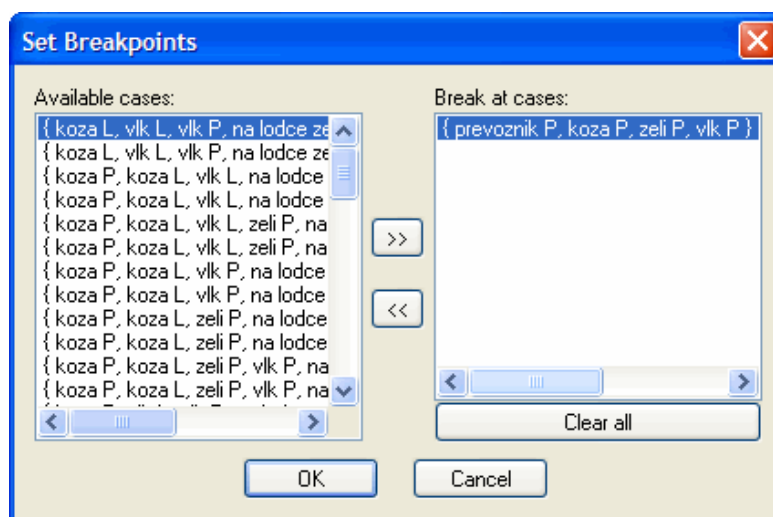 Set Breakpoints
Available cases:
{ koza L, vlk L, vlk P, na lodce ze
{ koza L, vlk L, vlk P, na lodce ze
{ koza P, koza L, vlk L, na lodce
{ koza P, koza L, vlk L, na lodce
{ koza P, koza L, vlk L, zeli P, na
{ koza P, koza L, vlk L, zeli P, na
{ koza P, koza L, vlk P, na lodce
{ koza P, koza L, vlk P, na lodce
{ koza P, koza L, zeli P, na lodce
{ koza P, koza L, zeli P, na lodce
{ koza P, koza L, zeli P, vlk P, na
{ koza P, koza L, zeli P, vlk P, na
>>
<<
Break at cases:
{ prevoznik P, koza P, zeli P, vlk P }
Clear all
OK
Cancel